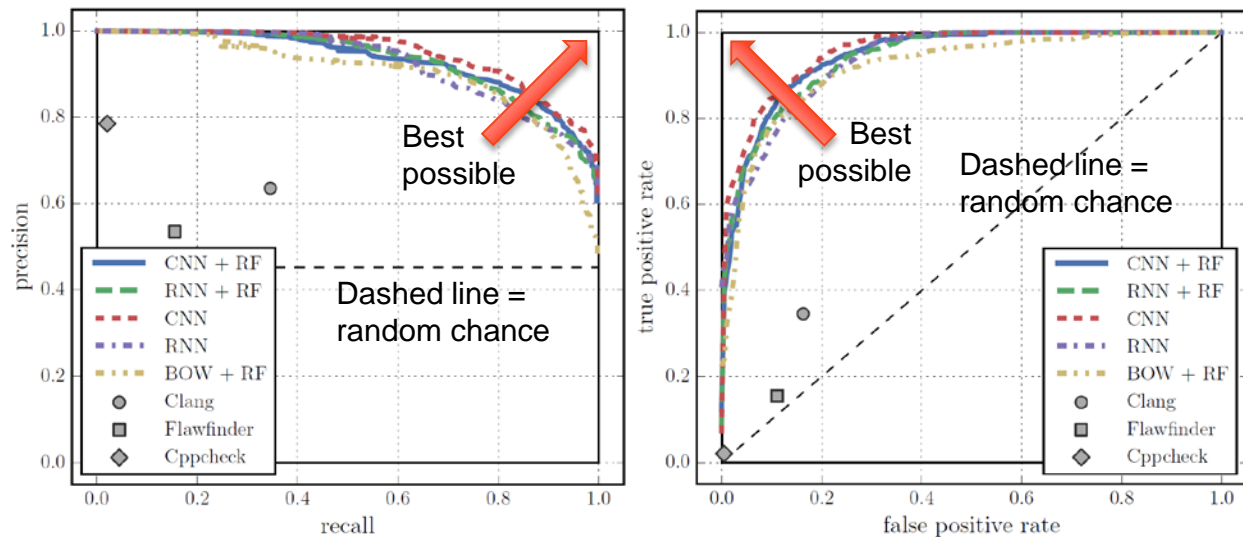 1.0
0.8
0.6
0.4
0.2
0.0
precision
0.0
0.2
0.4
0.6
0.8
1.0
recall
Best
possible
Dashed line =
random chance
CNN + RF
RNN + RF
CNN
RNN
BOW + RF
Clang
Flawfinder
Cppcheck
1.0
0.8
0.6
0.4
0.2
0.0
true positive rate
0.0
0.2
0.4
0.6
0.8
1.0
false positive rate
Best
possible
Dashed line =
random chance
CNN + RF
RNN + RF
CNN
RNN
BOW + RF
Clang
Flawfinder
Cppcheck